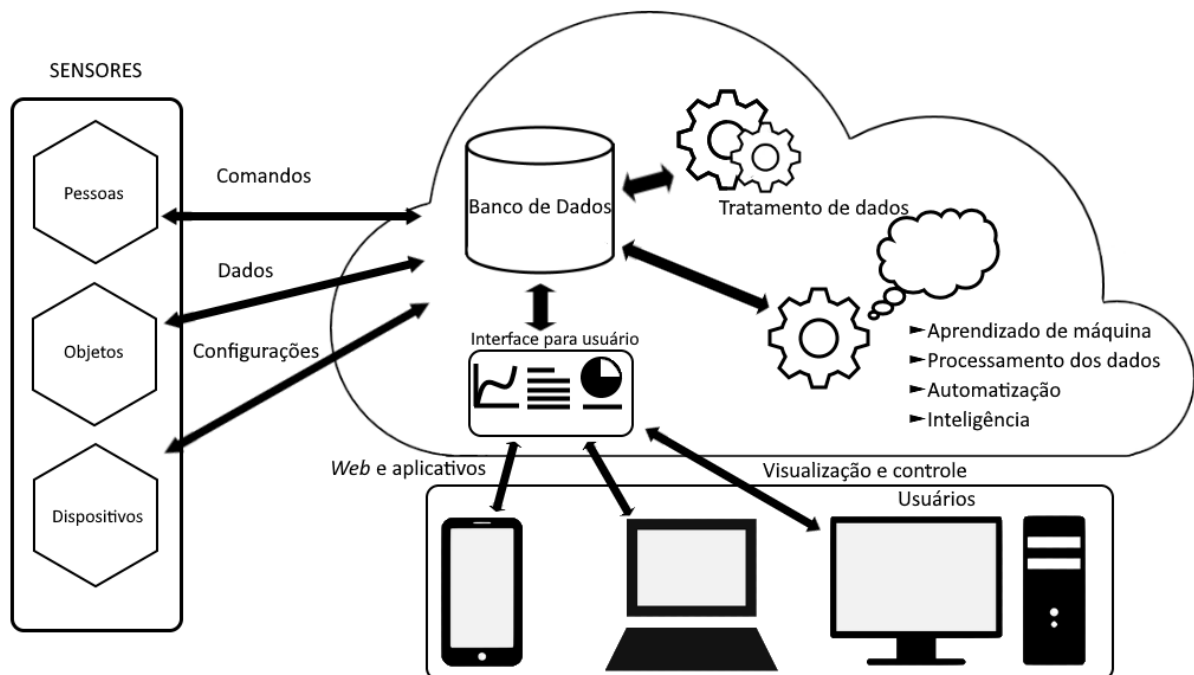 SENSORES
Pessoas
Objetos
Dispositivos
Comandos
Dados
Configurações
Banco de Dados
Tratamento de dados
►Aprendizado de máquina
►Processamento dos dados
►Automatização
►Inteligência
Interface para usuário
Web e aplicativos
Visualização e controle
Usuários